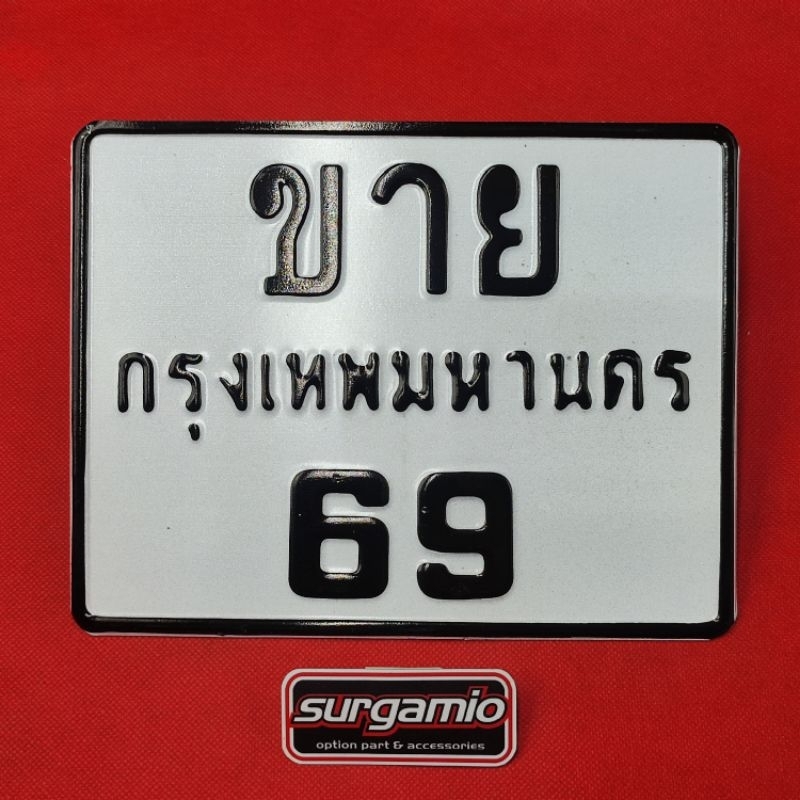 ขาย
กรุงเทพมหานคร
69
surgamio
option part & accessories